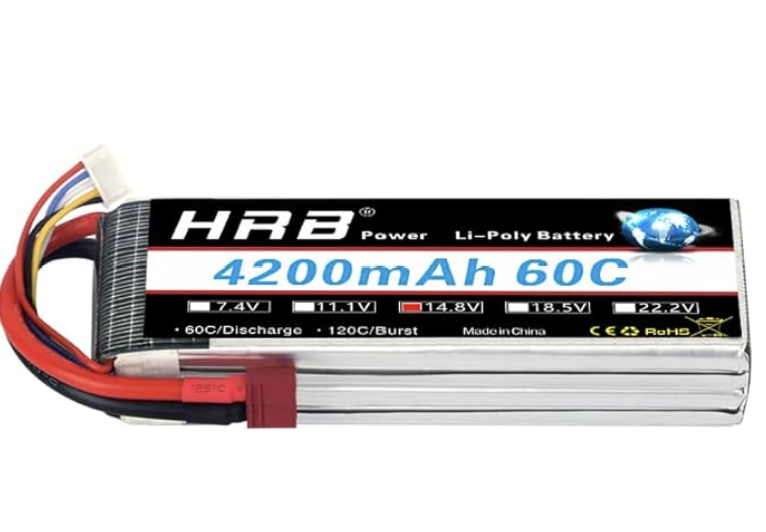 HRB® Power Li-Poly Battery
4200mAh 60C
7.4V 11.1V 14.8V 18.5V 22.2V
• 60C/Discharge • 120C/Burst Made in China CE RoHS
125°C